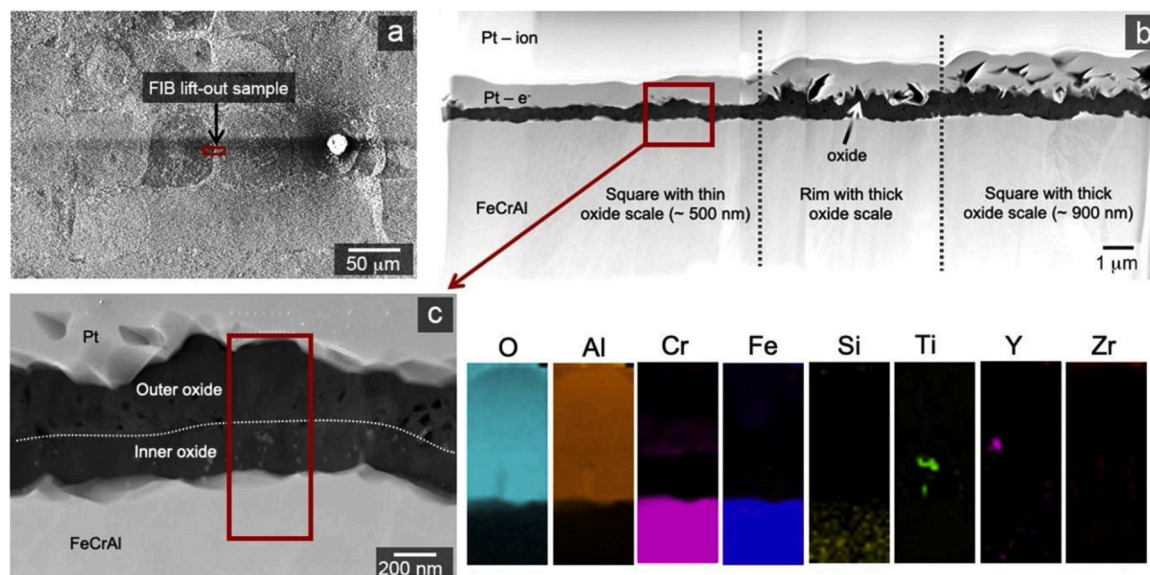 a
FIB lift-out sample
50 μm
b
Pt – ion
Pt – e⁻
oxide
FeCrAl
Square with thin
oxide scale (~ 500 nm)
Rim with thick
oxide scale
Square with thick
oxide scale (~ 900 nm)
1 μm
c
Pt
Outer oxide
Inner oxide
FeCrAl
200 nm
O
Al
Cr
Fe
Si
Ti
Y
Zr